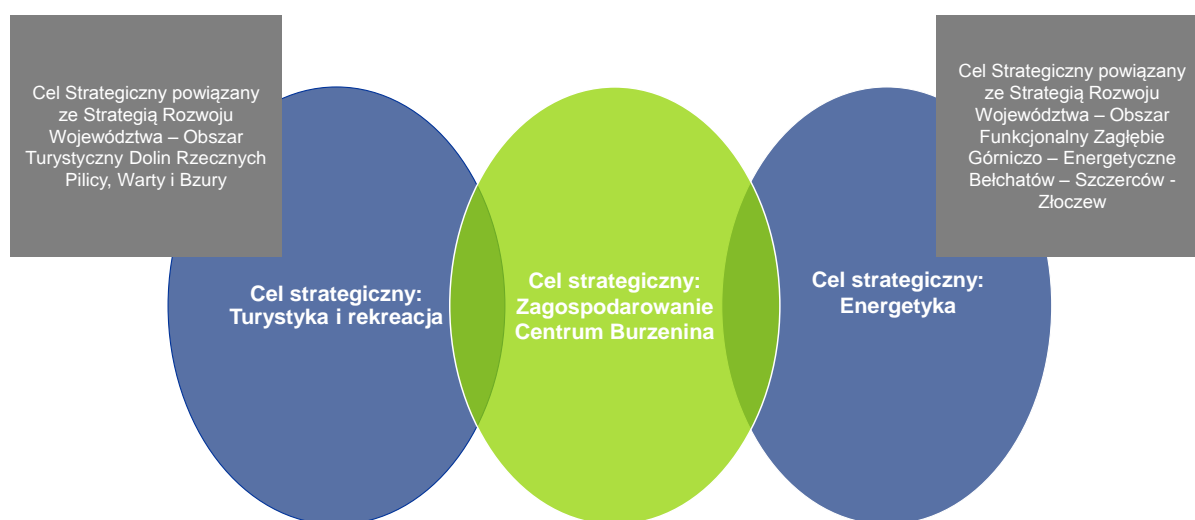 Cel Strategiczny powiązany
ze Strategią Rozwoju
Województwa – Obszar
Turystyczny Dolin Rzecznych
Pilicy, Warty i Bzury
Cel Strategiczny powiązany
ze Strategią Rozwoju
Województwa – Obszar
Funkcjonalny Zagłębie
Górniczo – Energetyczne
Bełchatów – Szczerców -
Złoczew
Cel strategiczny:
Turystyka i rekreacja
Cel strategiczny:
Zagospodarowanie
Centrum Burzenina
Cel strategiczny:
Energetyka